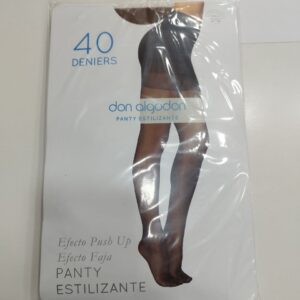 40
DENIERS
don algodon
PANTY ESTILIZANTE
Efecto Push Up
Efecto Faja
PANTY
ESTILIZANTE